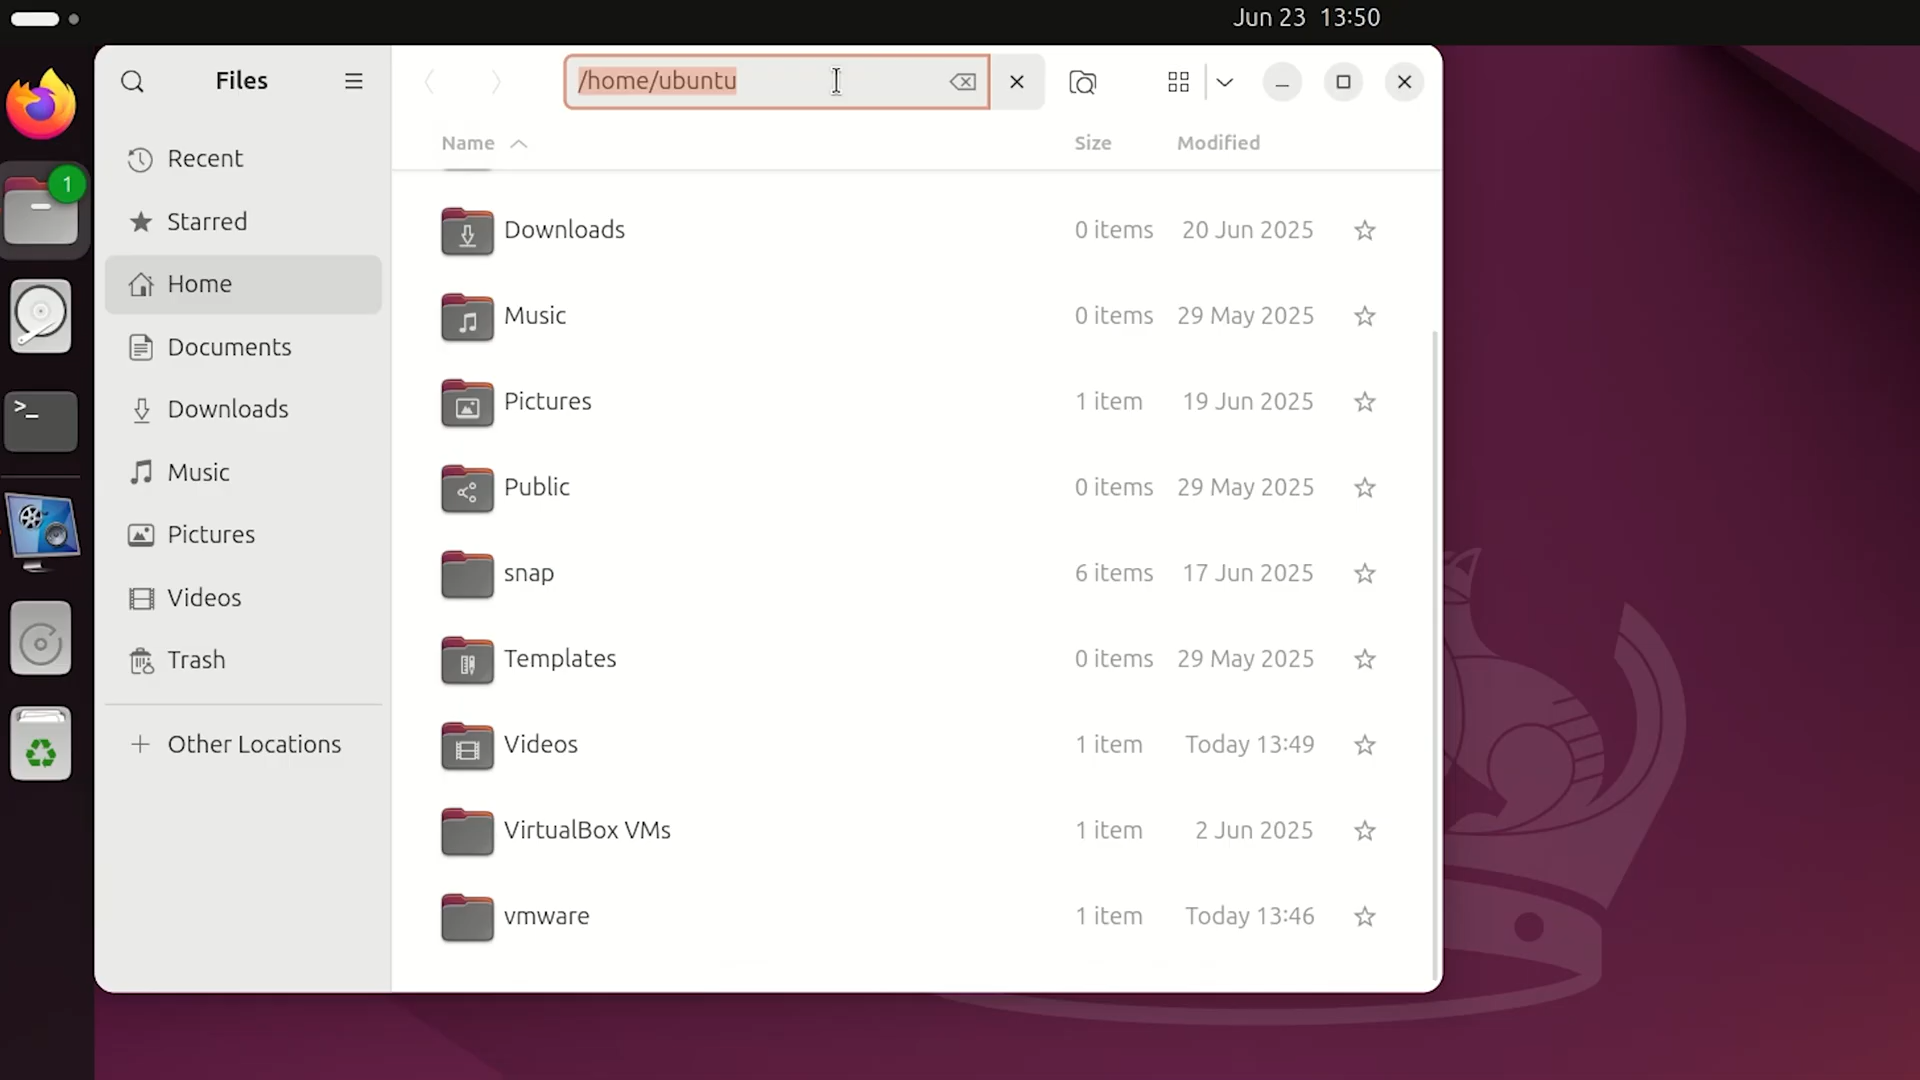 Jun 23 13:50
Files
/home/ubuntu
Name Size Modified
1
>_
Recent
Starred
Home
Documents
Downloads
Music
Pictures
Videos
Trash
Other Locations
Downloads 0 items 20 Jun 2025
Music 0 items 29 May 2025
Pictures 1 item 19 Jun 2025
Public 0 items 29 May 2025
snap 6 items 17 Jun 2025
Templates 0 items 29 May 2025
Videos 1 item Today 13:49
VirtualBox VMs 1 item 2 Jun 2025
vmware 1 item Today 13:46